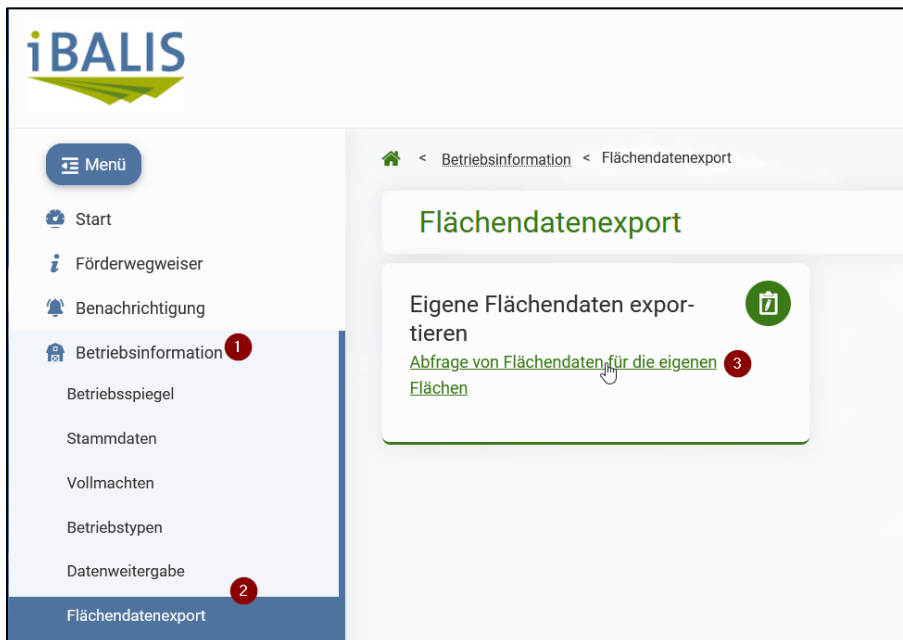 iBALIS
Menü
< Betriebsinformation < Flächendatenexport
Start
Flächendatenexport
Förderwegweiser
Benachrichtigung
Eigene Flächendaten expor-
tieren
Betriebsinformation 1
Abfrage von Flächendaten für die eigenen 3
Flächen
Betriebsspiegel
Stammdaten
Vollmachten
Betriebstypen
Datenweitergabe
2
Flächendatenexport